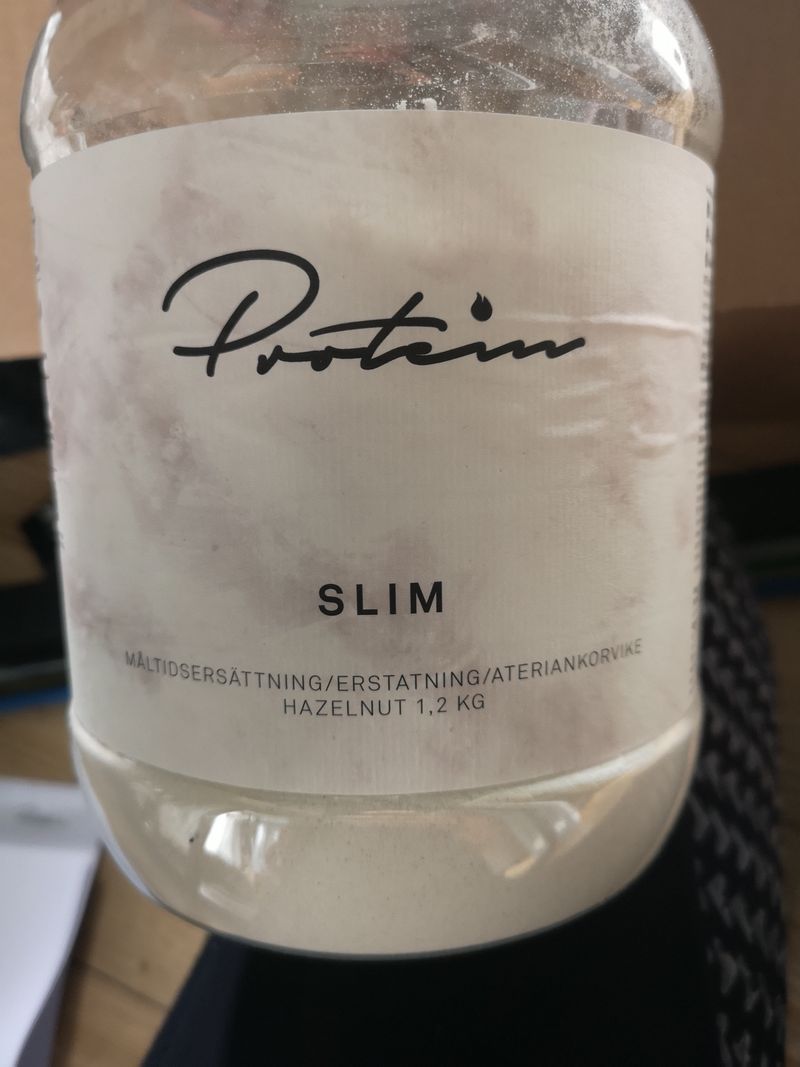 Protein
SLIM
MÅLTIDSERSÄTTNING/ERSTATNING/ATERIANKORVIKE
HAZELNUT 1,2 KG